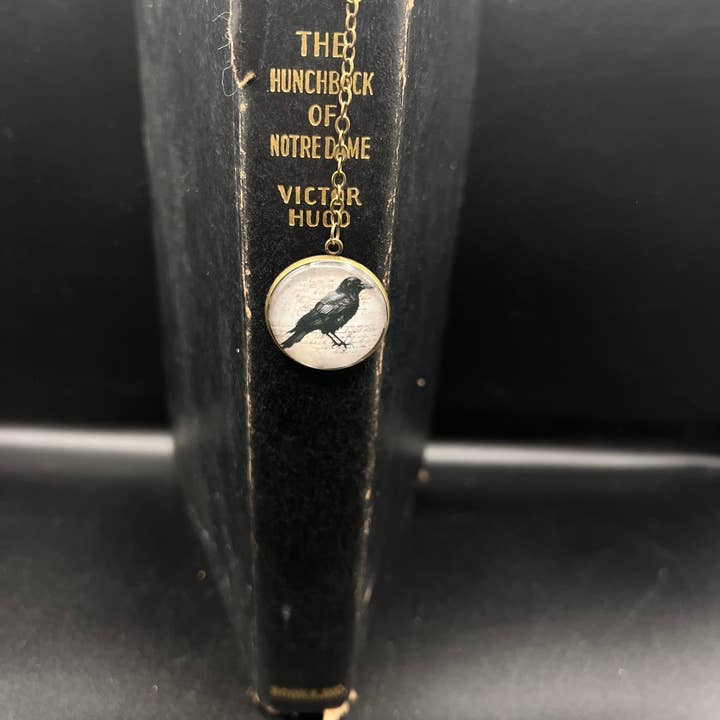 THE
HUNCHBACK
OF
NOTRE DAME
VICTOR
HUGO